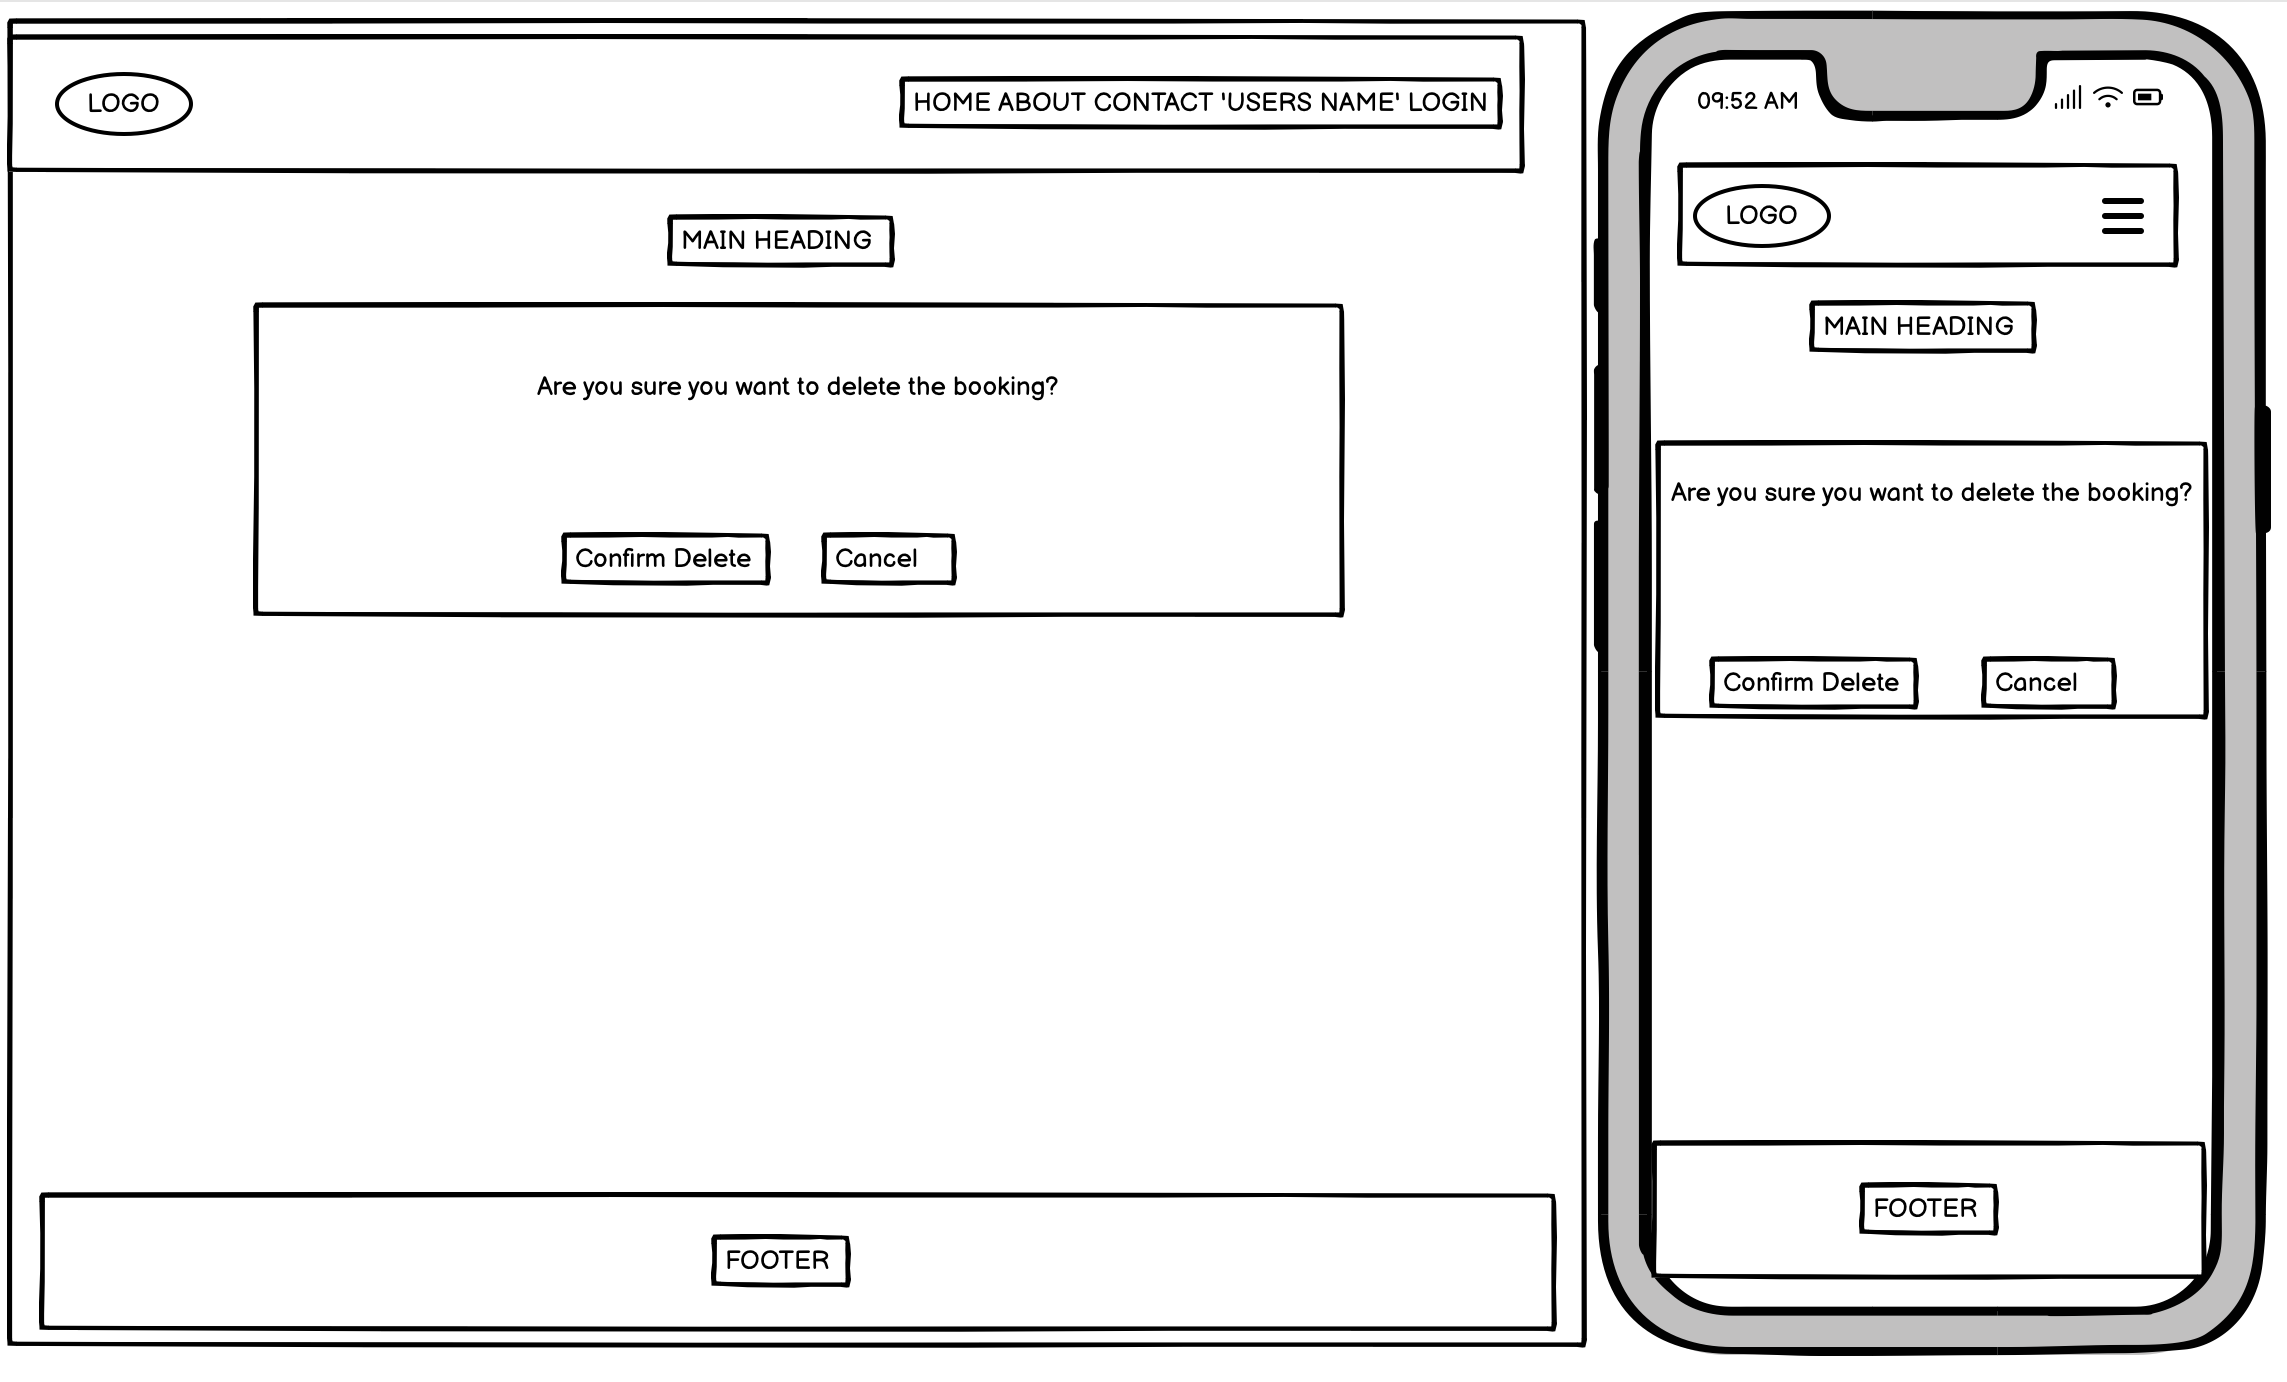 LOGO
HOME ABOUT CONTACT 'USERS NAME' LOGIN
MAIN HEADING
Are you sure you want to delete the booking?
Confirm Delete
Cancel
FOOTER
09:52 AM
LOGO
MAIN HEADING
Are you sure you want to delete the booking?
Confirm Delete
Cancel
FOOTER